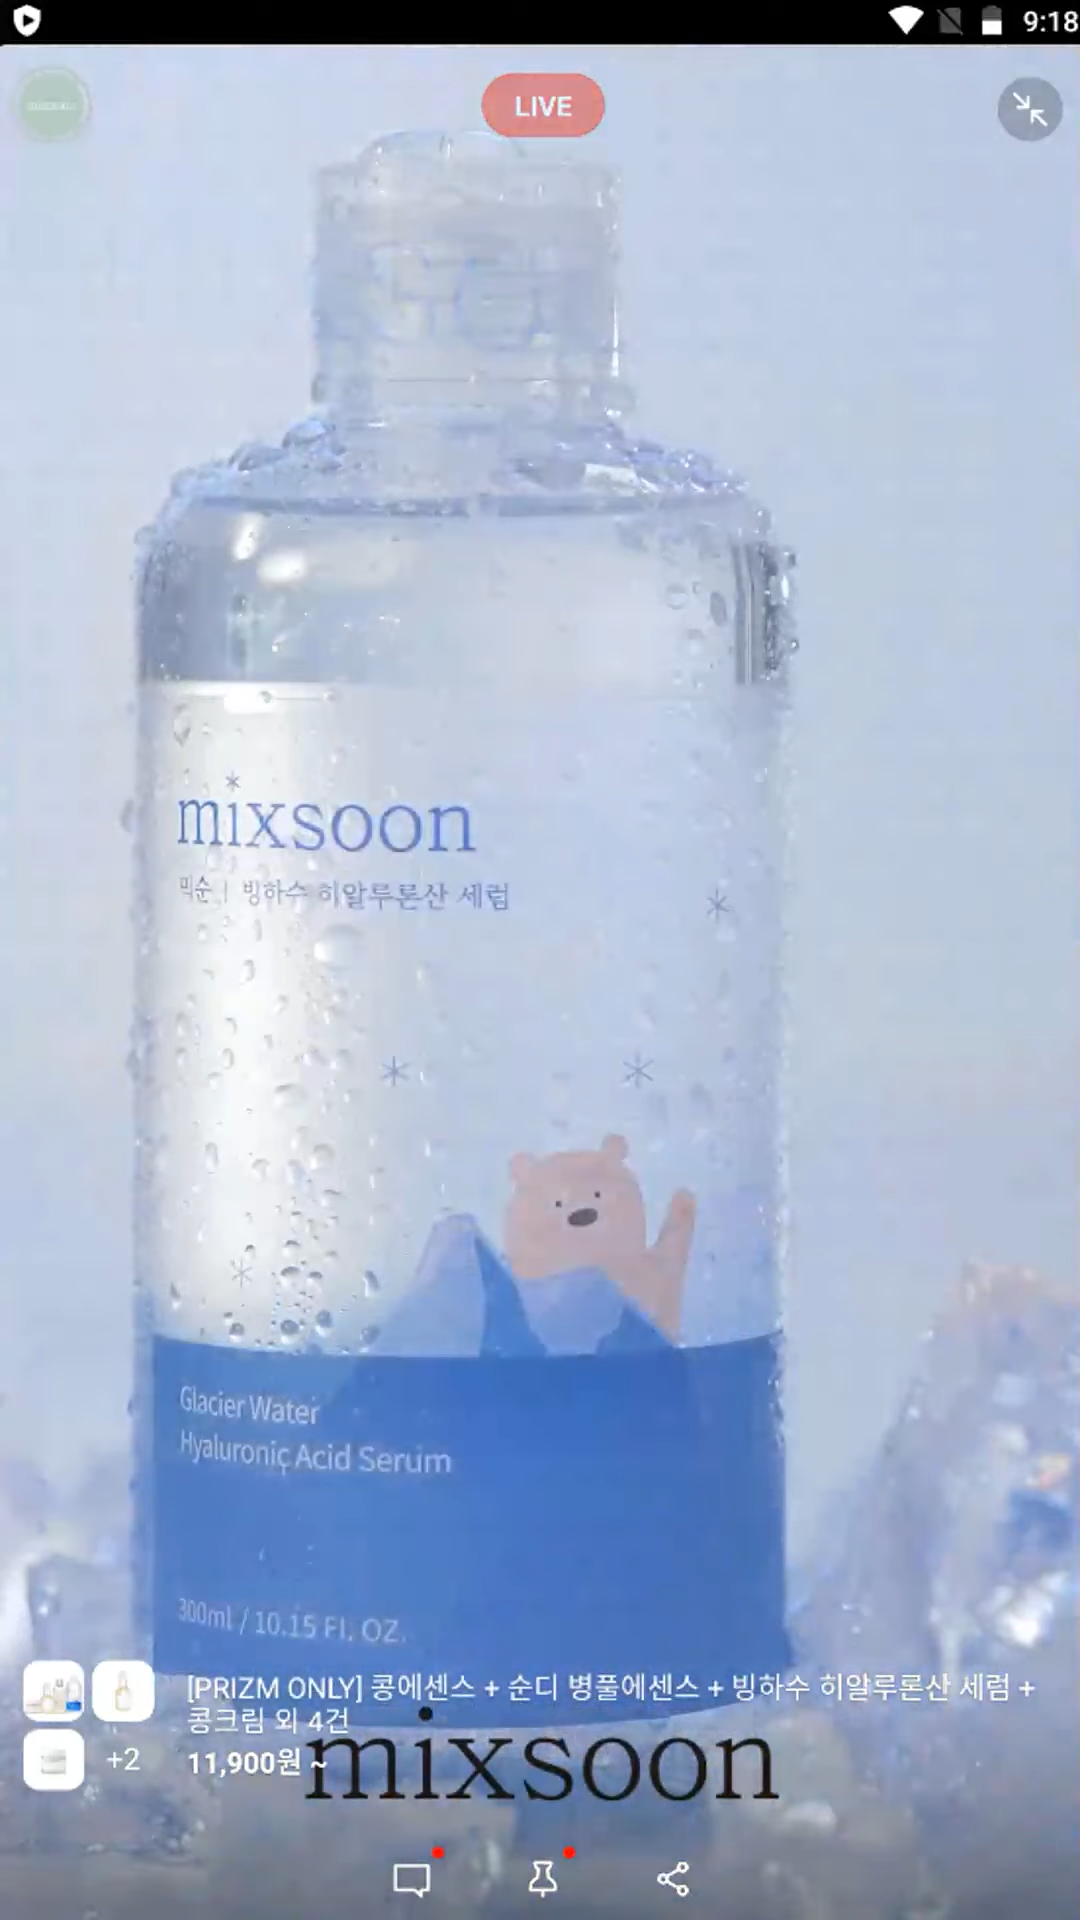 9:18
LIVE
mixsoon
믹순 | 빙하수 히알루론산 세럼
Glacier Water
Hyaluronic Acid Serum
300ml / 10.15 FL. OZ.
[PRIZM ONLY] 콩에센스 + 순디 병풀에센스 + 빙하수 히알루론산 세럼 +
콩크림 외 4건
+2
11,900원 ~
mixsoon